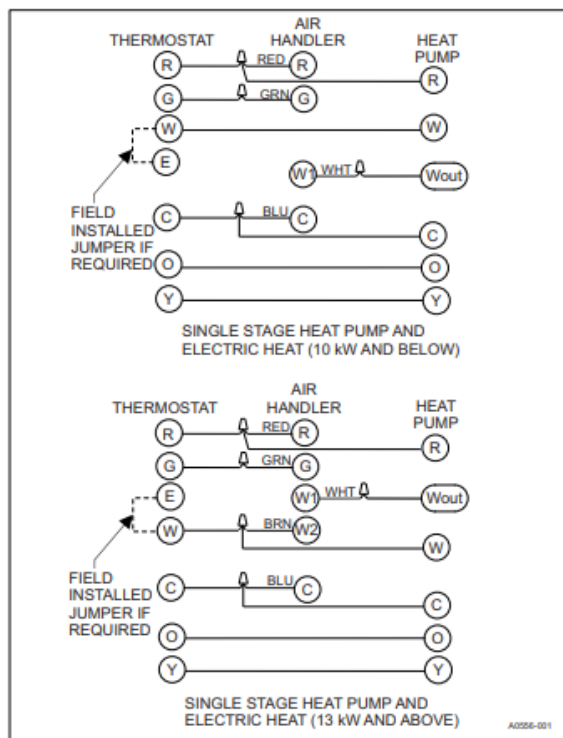 AIR
THERMOSTAT HANDLER HEAT
PUMP
R RED R
R
G GRN G
W W
E
W1 WHT Wout
FIELD
INSTALLED
JUMPER IF
REQUIRED
C BLU C
C
O O
Y Y
SINGLE STAGE HEAT PUMP AND
ELECTRIC HEAT (10 kW AND BELOW)
AIR
THERMOSTAT HANDLER HEAT
PUMP
R RED R
R
G GRN G
E W1 WHT Wout
W BRN W2
W
FIELD
INSTALLED
JUMPER IF
REQUIRED
C BLU C
C
O O
Y Y
SINGLE STAGE HEAT PUMP AND
ELECTRIC HEAT (13 kW AND ABOVE)
A0556-001